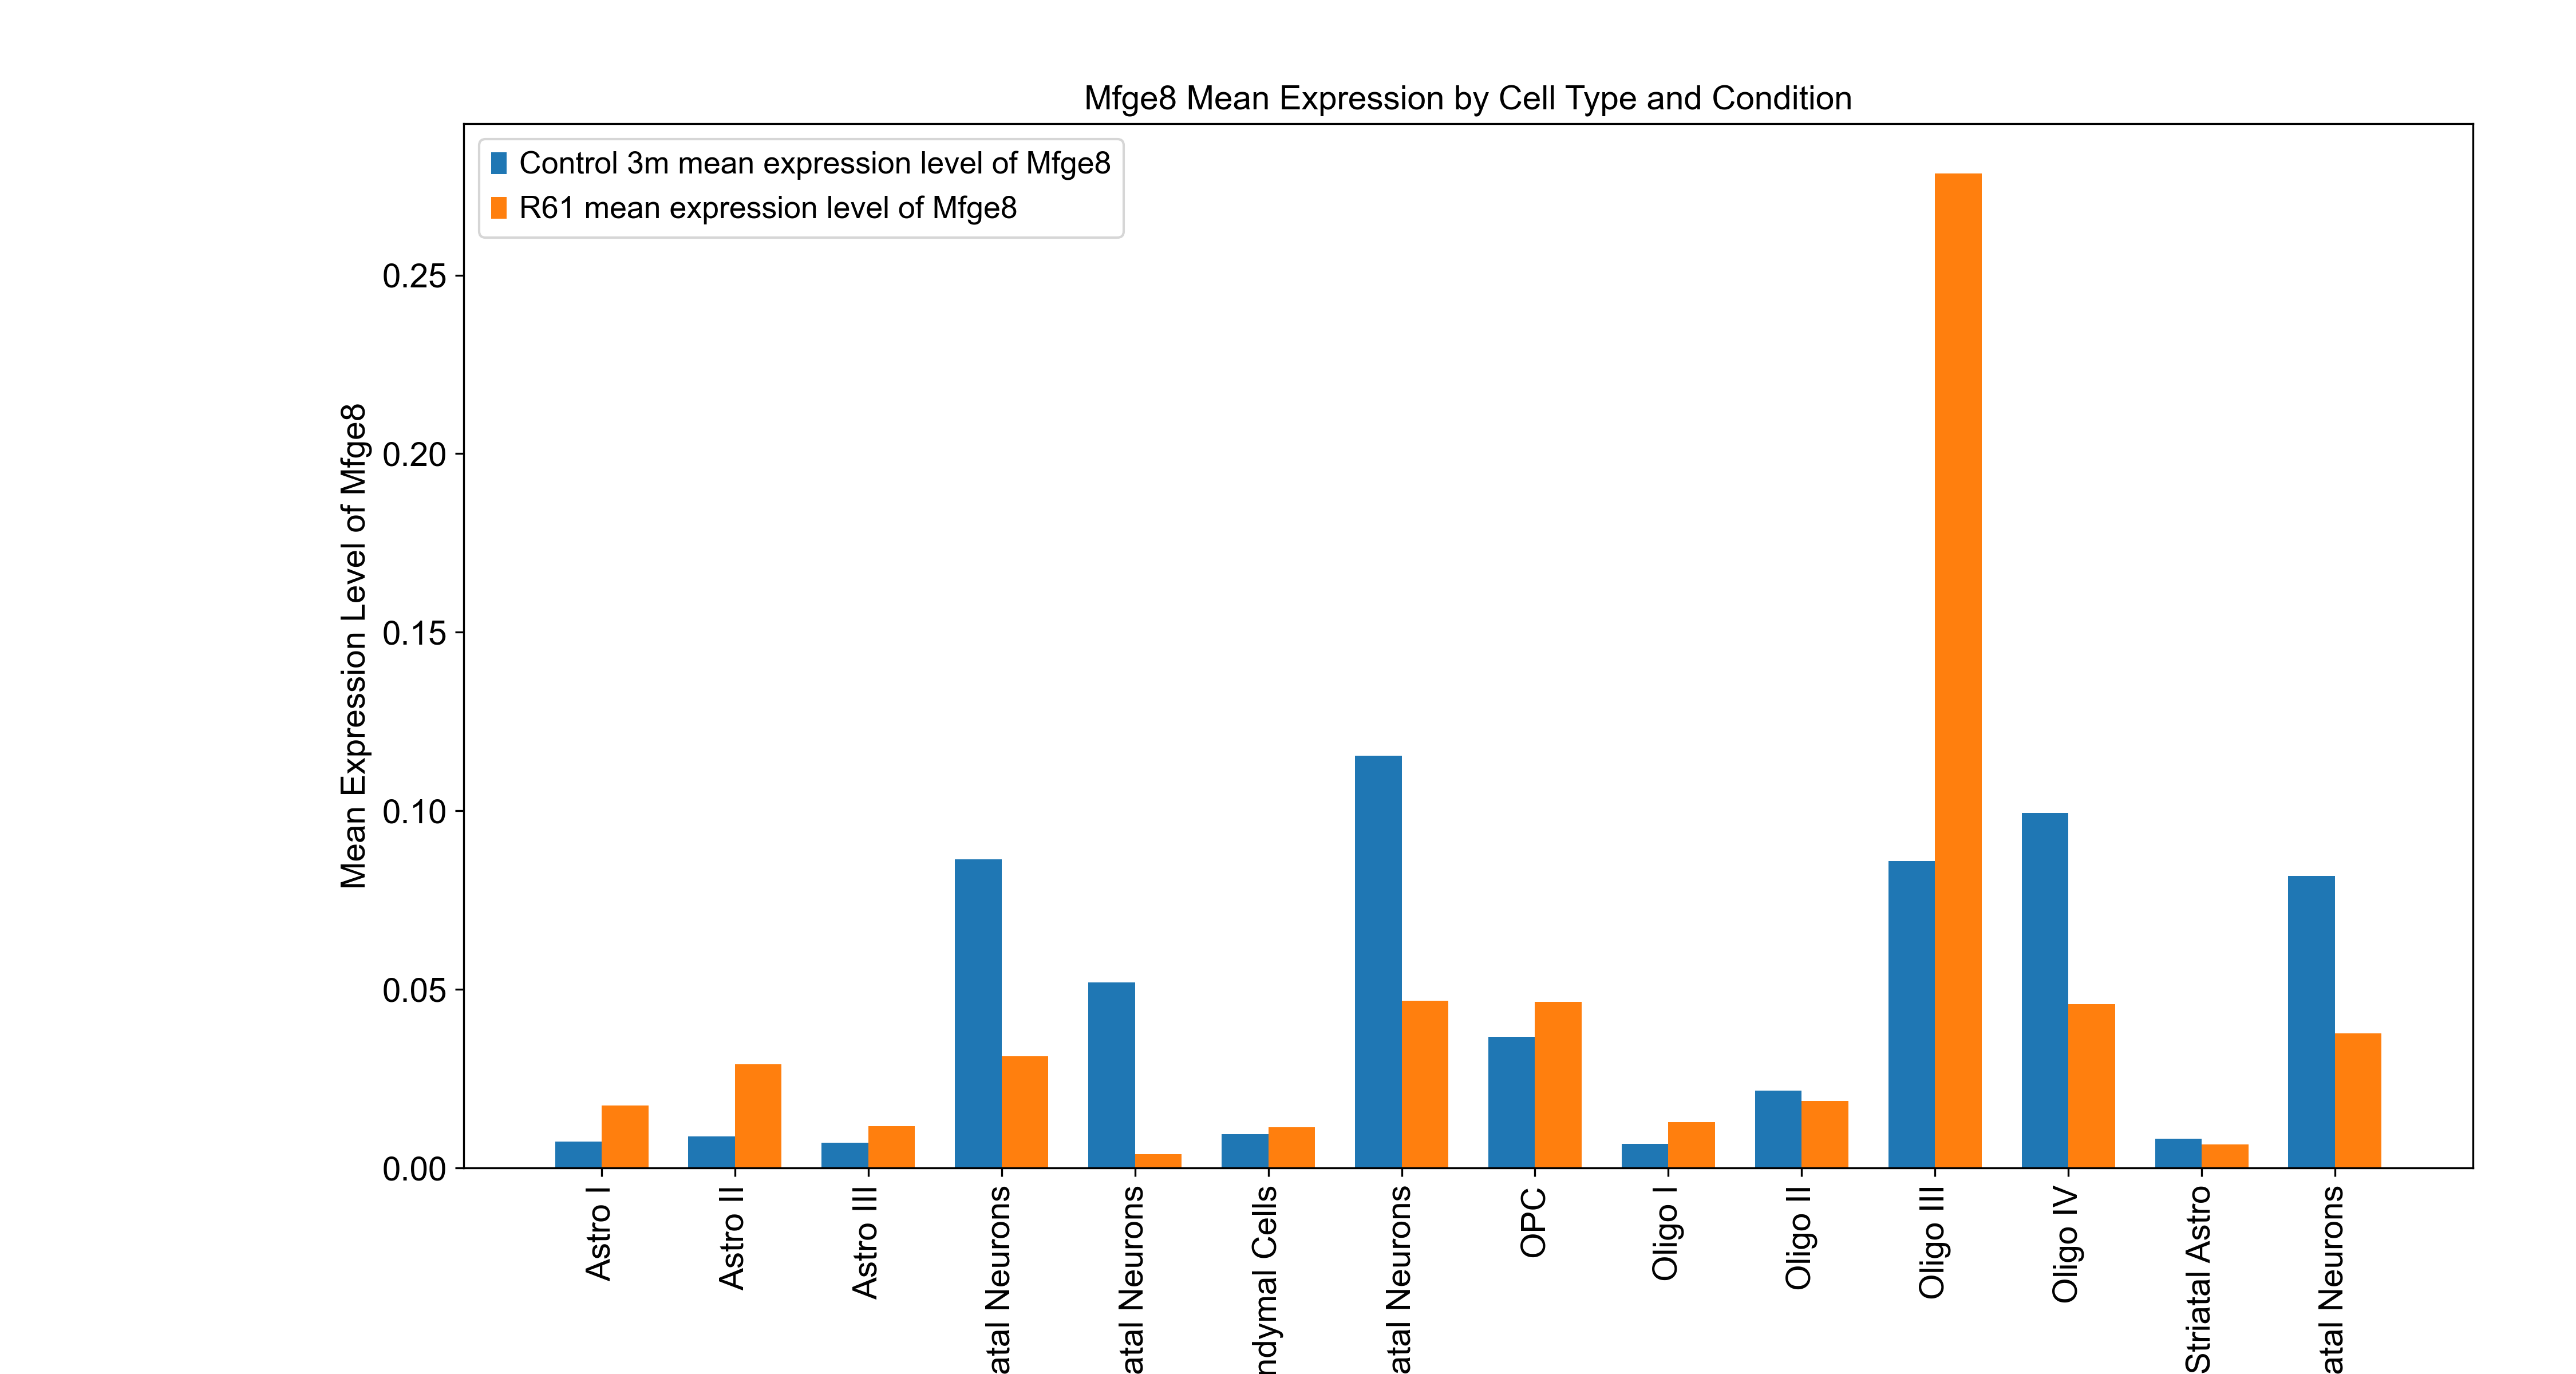 Mfge8 Mean Expression by Cell Type and Condition
Control 3m mean expression level of Mfge8
R61 mean expression level of Mfge8
Mean Expression Level of Mfge8
0.25
0.20
0.15
0.10
0.05
0.00
Astro I
Astro II
Astro III
atal Neurons
atal Neurons
ndymal Cells
atal Neurons
OPC
Oligo I
Oligo II
Oligo III
Oligo IV
Striatal Astro
atal Neurons